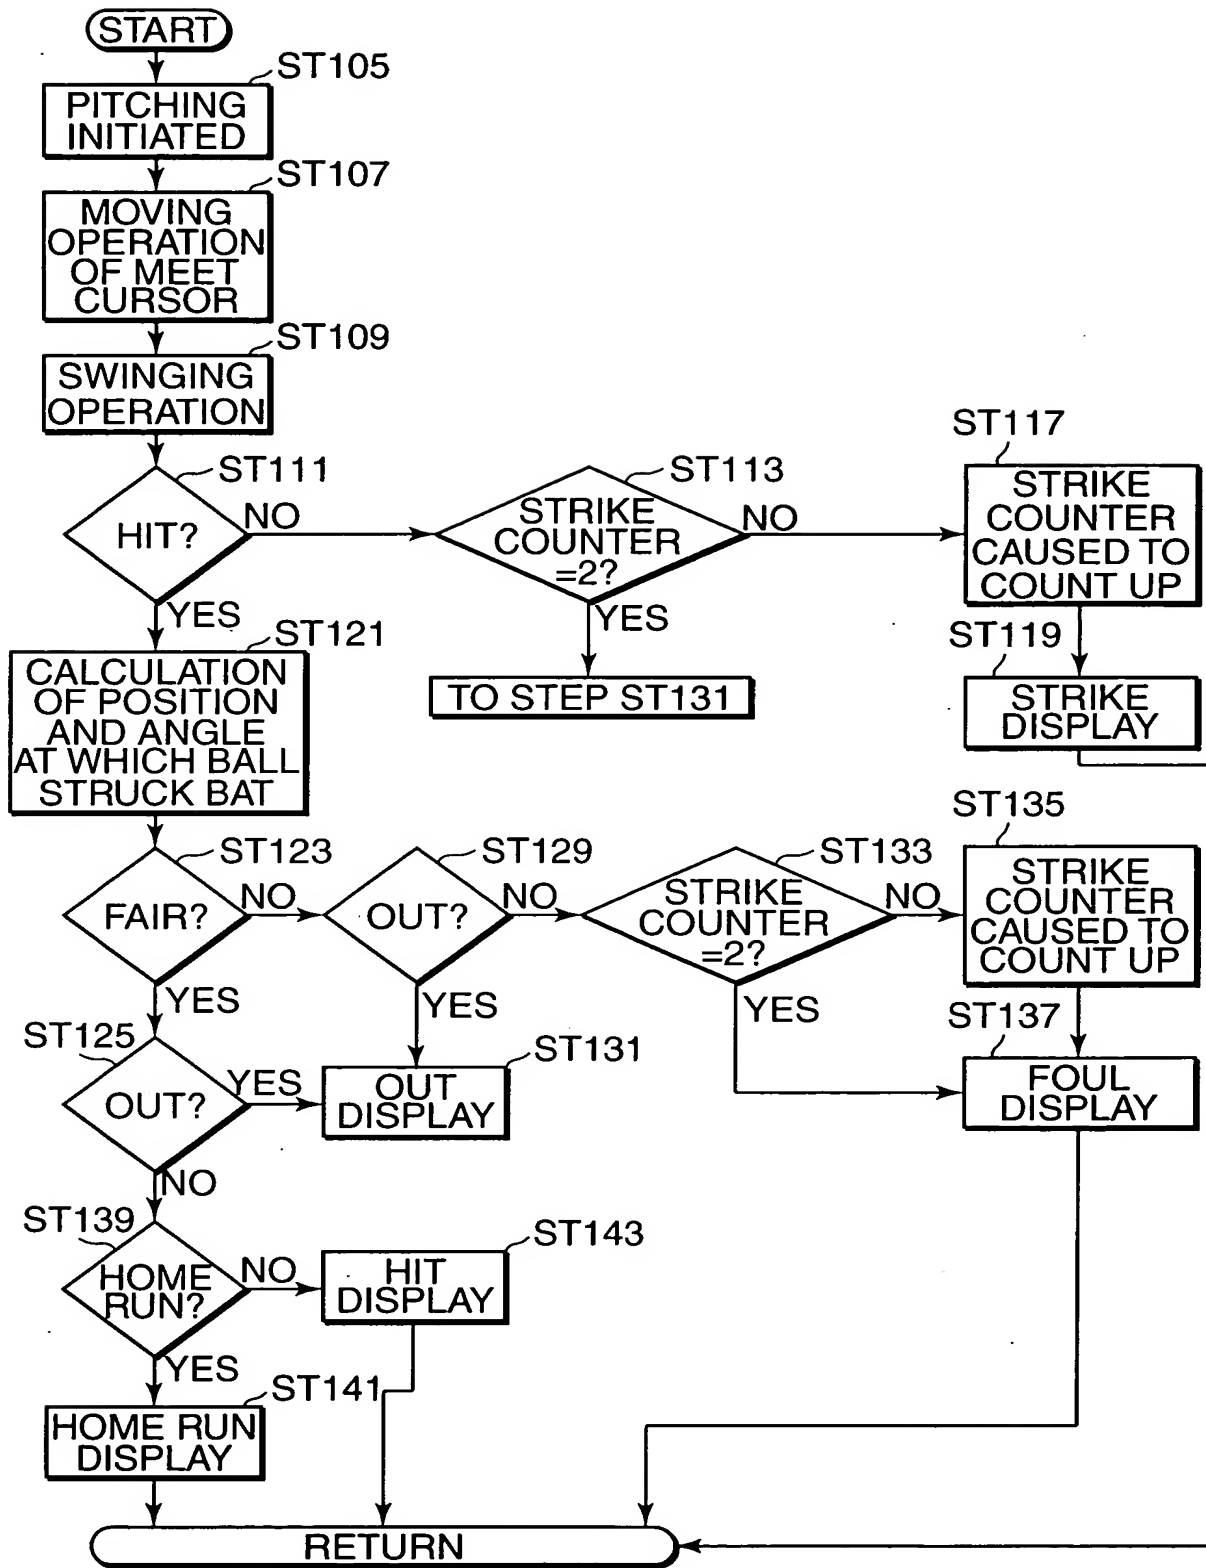 START
ST105
PITCHING
INITIATED
ST107
MOVING
OPERATION
OF MEET
CURSOR
ST109
SWINGING
OPERATION
ST111
HIT?
NO
YES
ST113
STRIKE
COUNTER
=2?
NO
YES
TO STEP ST131
ST117
STRIKE
COUNTER
CAUSED TO
COUNT UP
ST119
STRIKE
DISPLAY
ST121
CALCULATION
OF POSITION
AND ANGLE
AT WHICH BALL
STRUCK BAT
ST123
FAIR?
NO
YES
ST129
OUT?
NO
YES
ST133
STRIKE
COUNTER
=2?
NO
YES
ST135
STRIKE
COUNTER
CAUSED TO
COUNT UP
ST137
FOUL
DISPLAY
ST125
OUT?
YES
NO
ST131
OUT
DISPLAY
ST139
HOME
RUN?
NO
YES
ST143
HIT
DISPLAY
ST141
HOME RUN
DISPLAY
RETURN